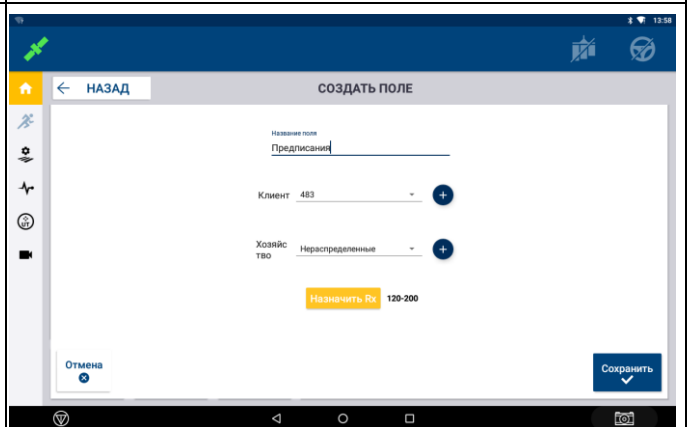 13:58
НАЗАД
СОЗДАТЬ ПОЛЕ
Название поля
Предписания
Клиент 483
Хозяйс
тво Нераспределенные
Назначить Rx 120-200
Отмена
Сохранить
UT